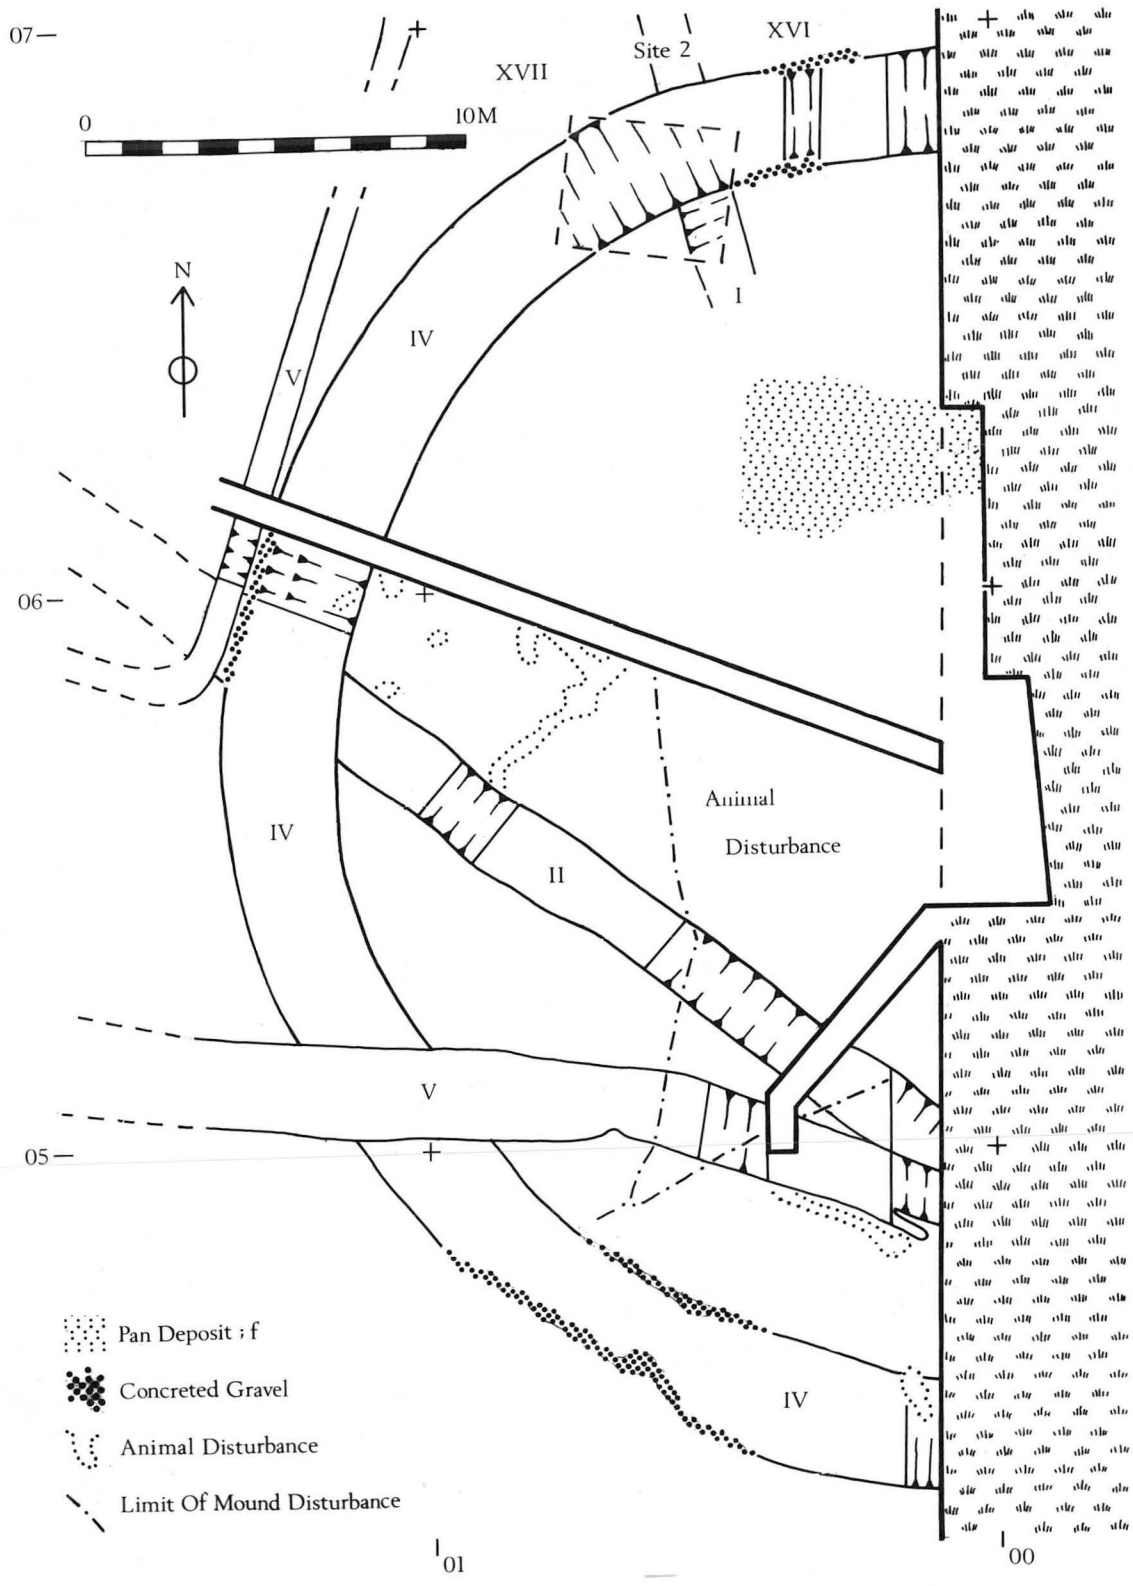 07
XVI
Site 2
XVII
0
10M
N
I
IV
V
06
Animal
Disturbance
IV
II
V
05
Pan Deposit ; f
Concreted Gravel
IV
Animal Disturbance
Limit Of Mound Disturbance
01
00